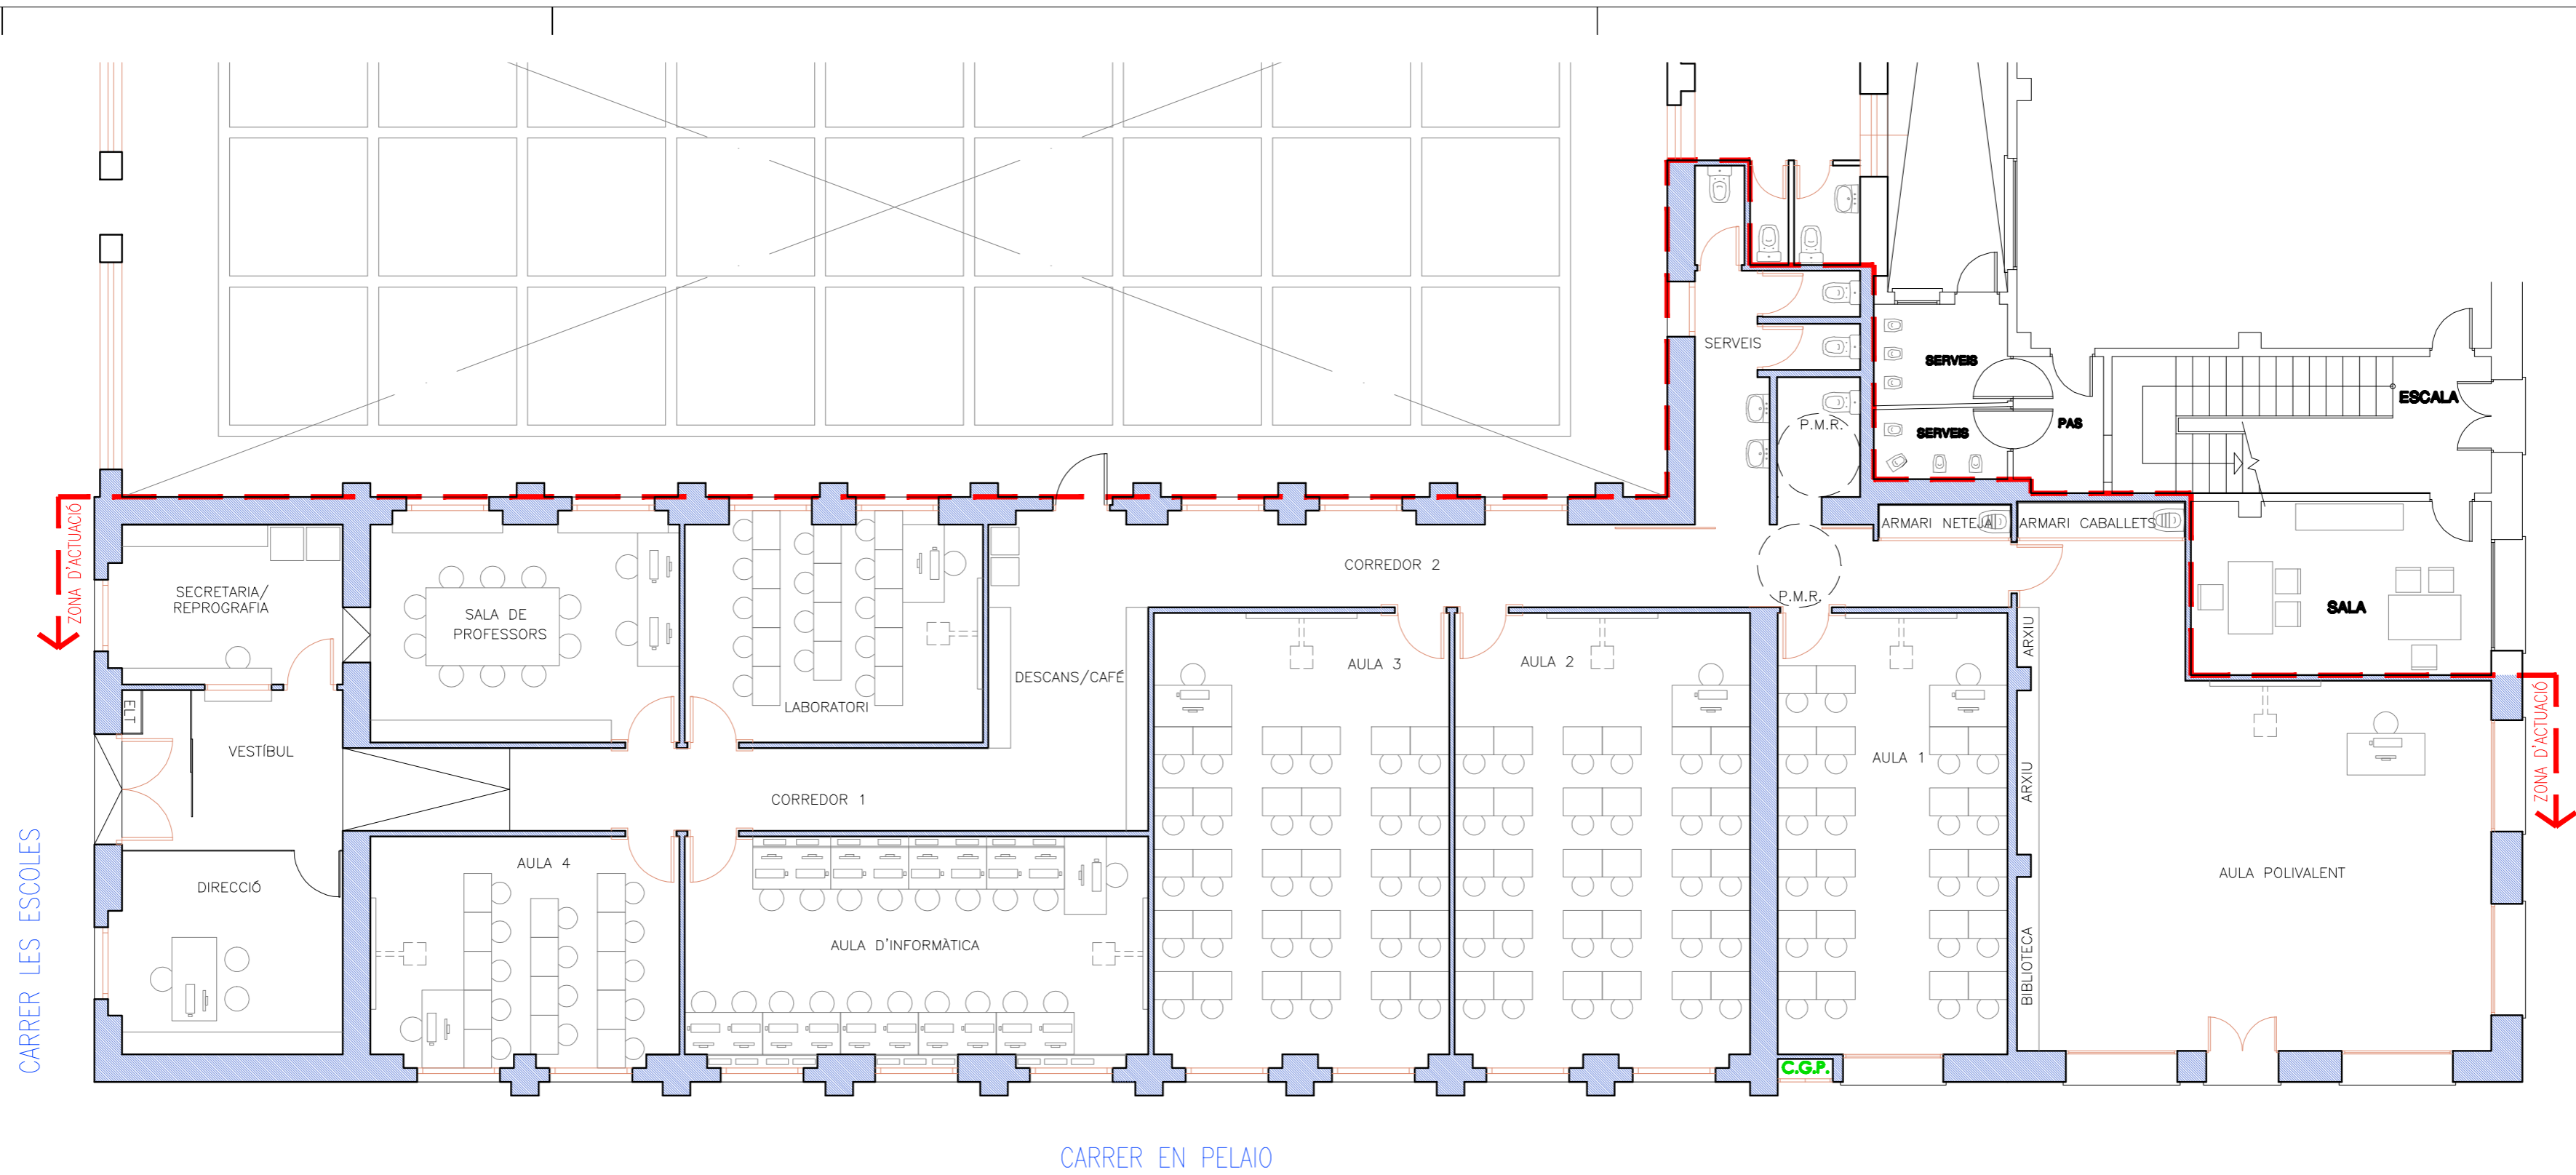 SERVEIS
SERVEIS
SERVEIS
PAS
ESCALA
P.M.R.
ZONA D'ACTUACIÓ
ARMARI NETEJA
ARMARI CABALLETS
CORREDOR 2
P.M.R.
SECRETARIA/
REPROGRAFIA
SALA DE
PROFESSORS
LABORATORI
DESCANS/CAFÉ
AULA 3
AULA 2
AULA 1
ARXIU
SALA
ELT
VESTÍBUL
CORREDOR 1
ARXIU
ZONA D'ACTUACIÓ
AULA 4
DIRECCIÓ
AULA D'INFORMÀTICA
BIBLIOTECA
AULA POLIVALENT
C.G.P.
CARRER LES ESCOLES
CARRER EN PELAIO